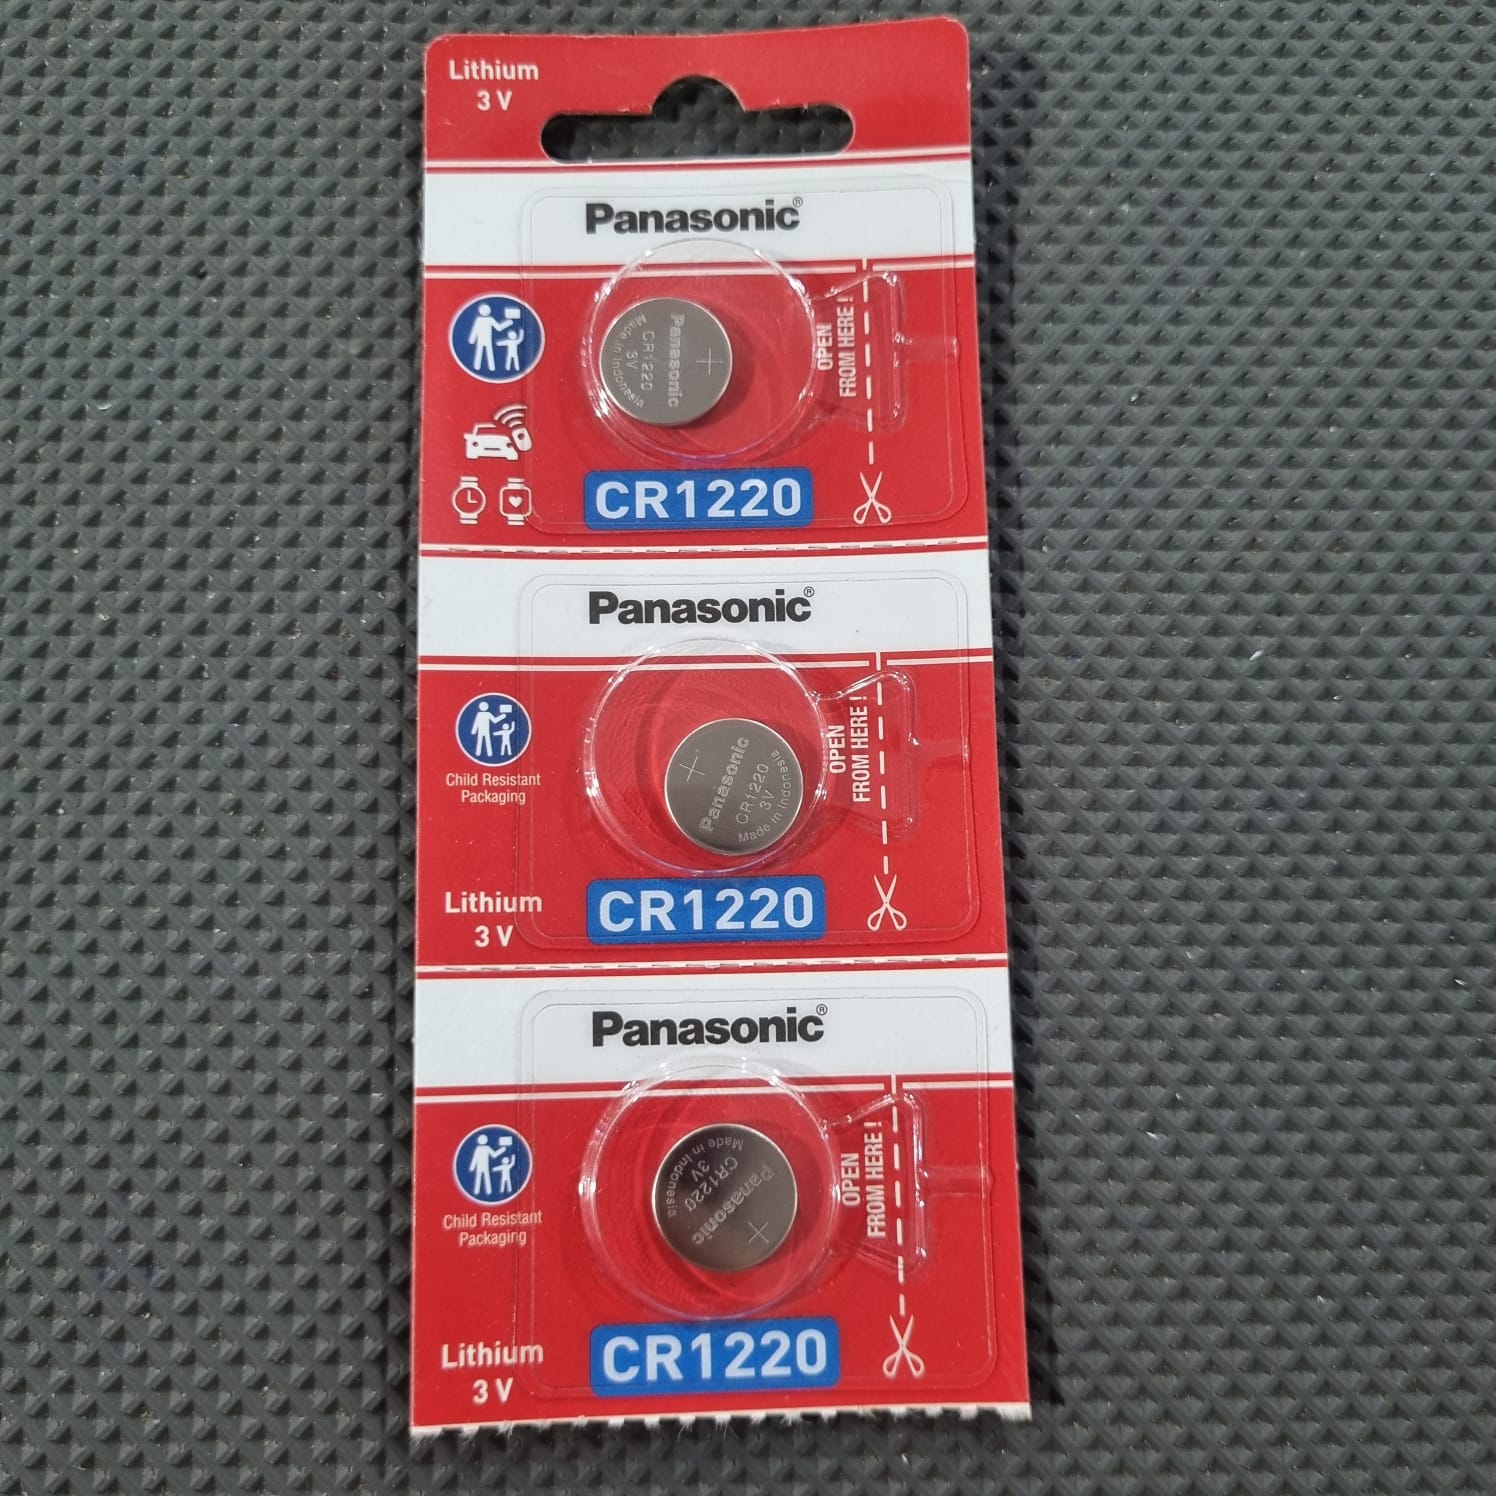 Lithium
3 V
Panasonic®
Panasonic
CR1220
3V
Made in Indonesia
+
OPEN
FROM HERE !
CR1220
Panasonic®
+
Panasonic
CR1220
3V
Made in Indonesia
OPEN
FROM HERE !
Child Resistant
Packaging
Lithium
3 V
CR1220
Panasonic®
Made in Indonesia
3V
CR1220
Panasonic
+
OPEN
FROM HERE !
Child Resistant
Packaging
Lithium
3 V
CR1220